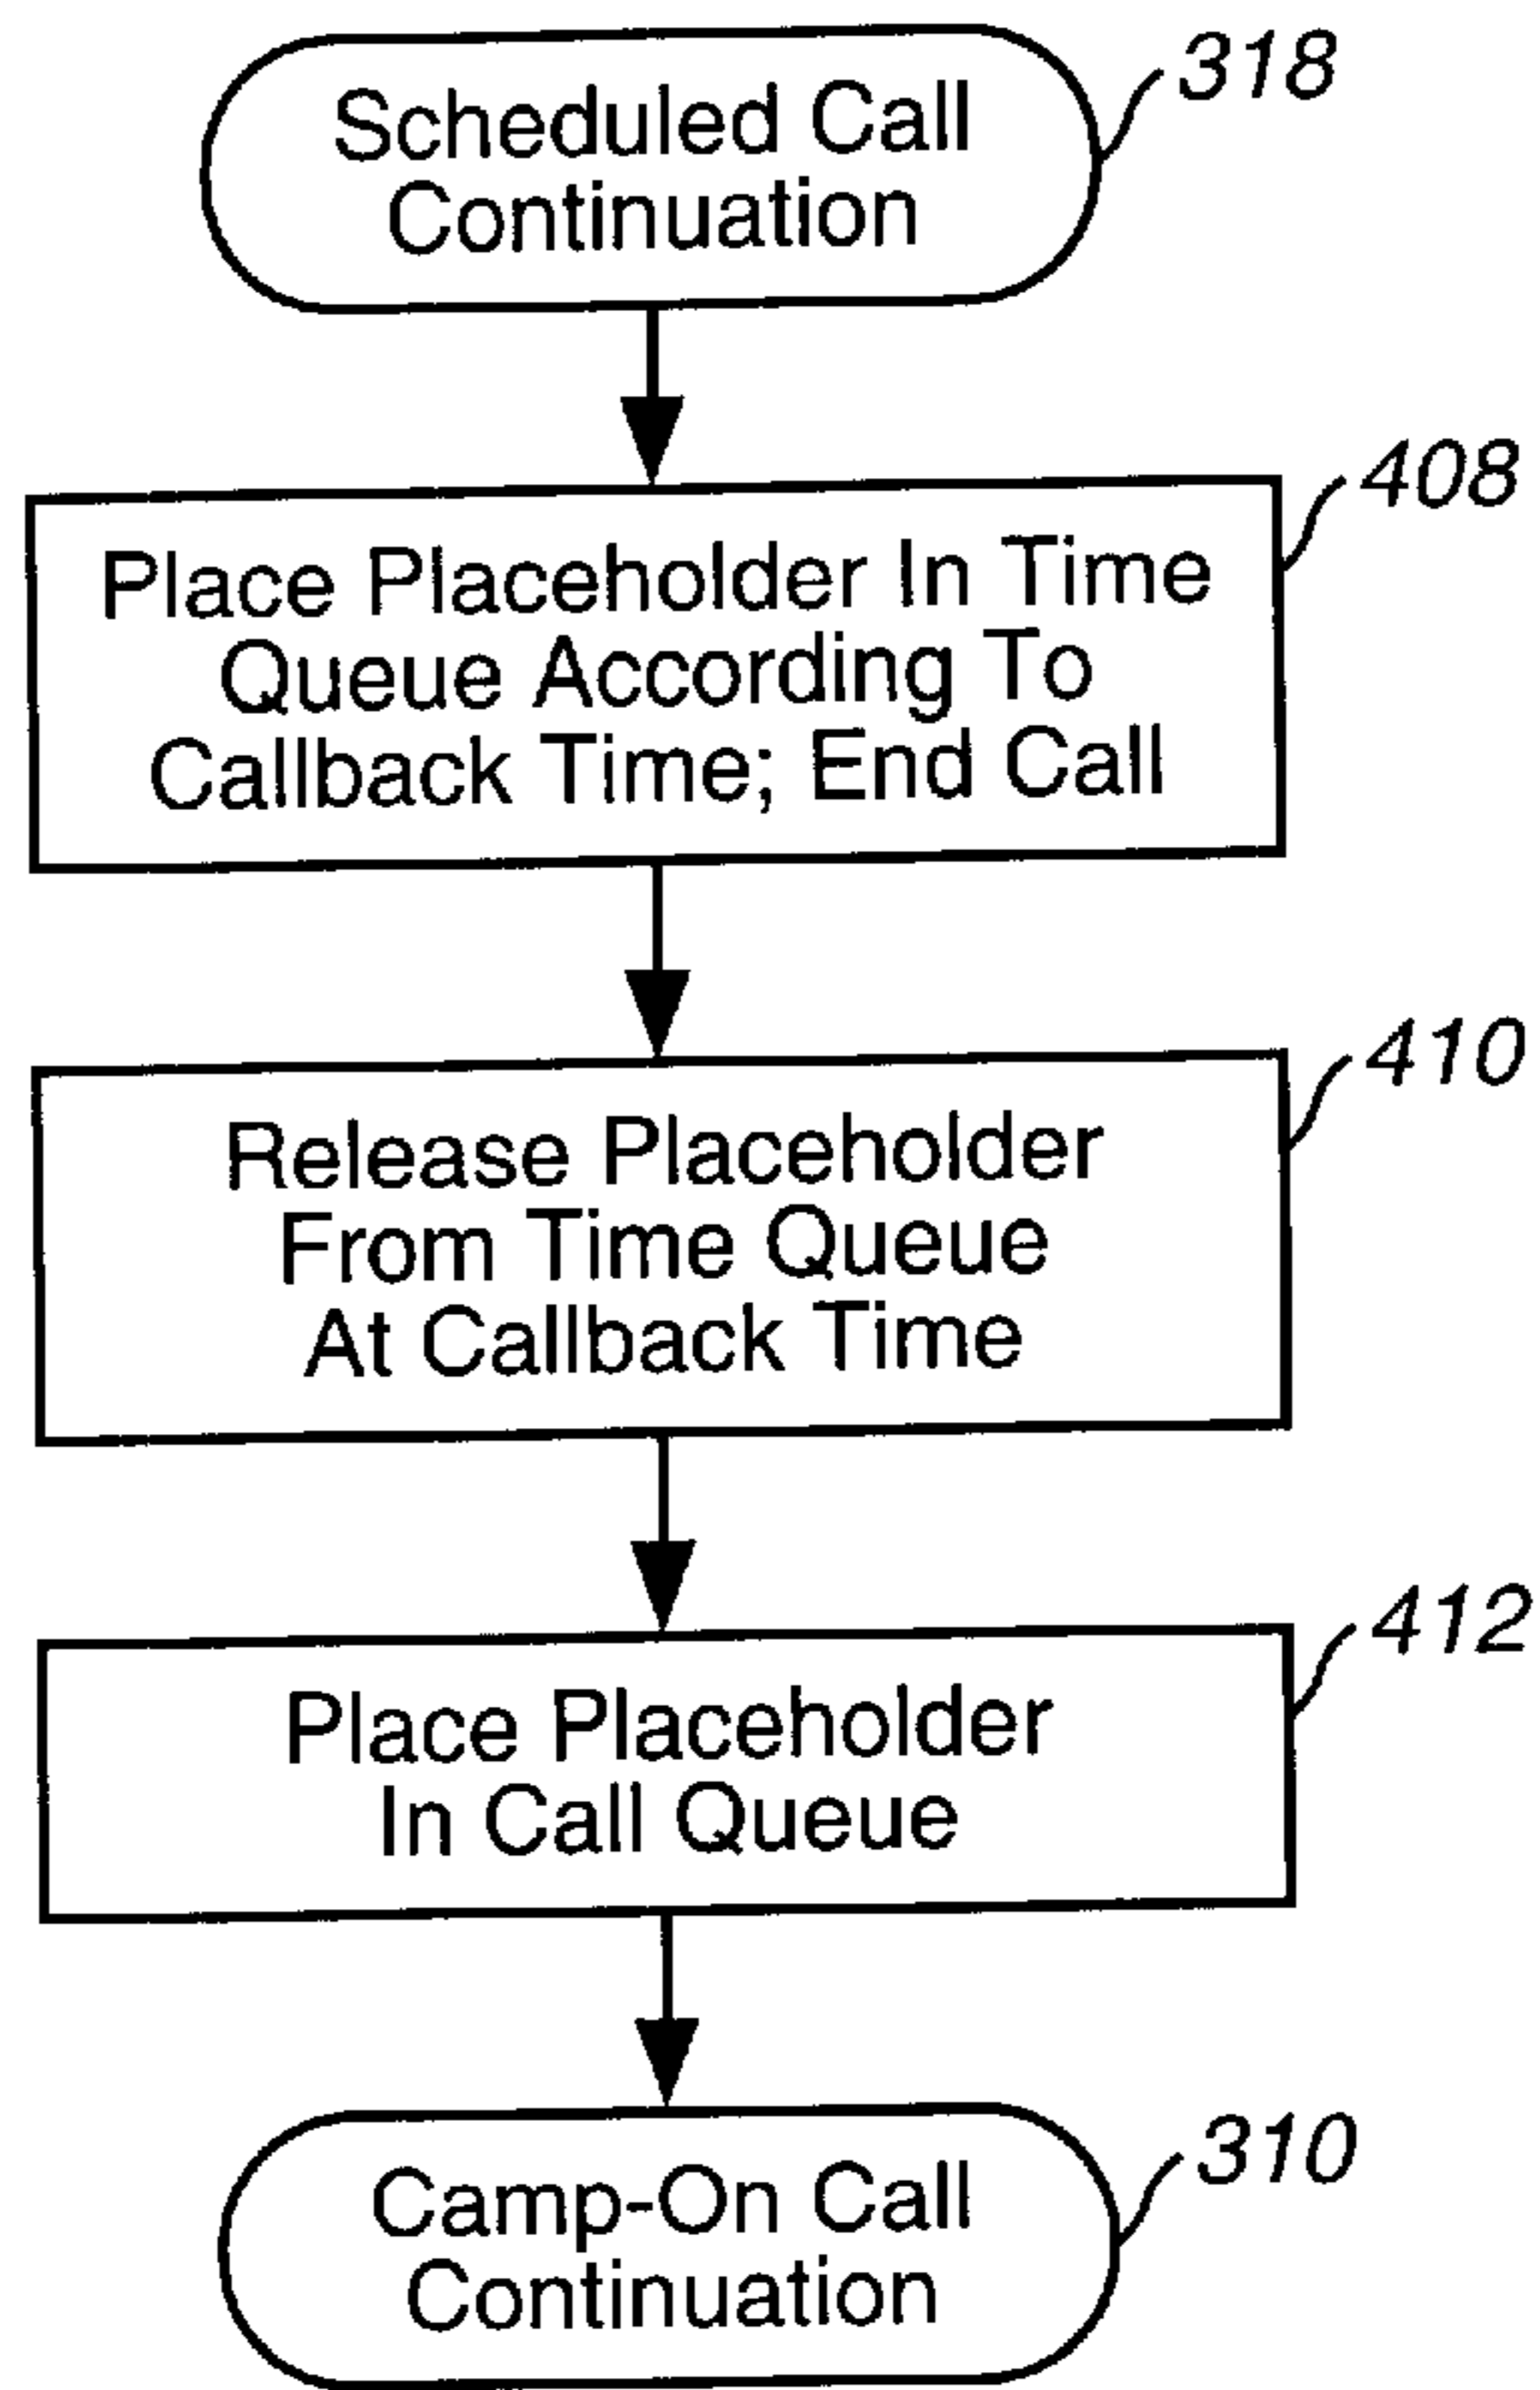 Scheduled Call
Continuation
318
408
Place Placeholder In Time
Queue According To
Callback Time; End Call
410
Release Placeholder
From Time Queue
At Callback Time
412
Place Placeholder
In Call Queue
310
Camp-On Call
Continuation